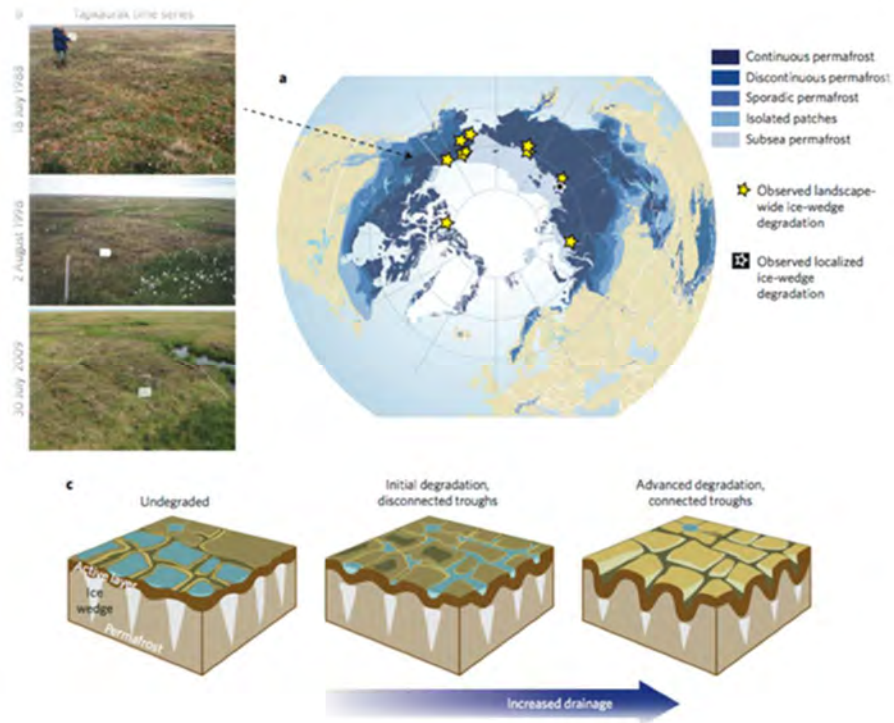 Tapkaurak time series
18 July 1988
2 August 1998
30 July 2009
a
Continuous permafrost
Discontinuous permafrost
Sporadic permafrost
Isolated patches
Subsea permafrost
Observed landscape-
wide ice-wedge
degradation
Observed localized
ice-wedge
degradation
c
Undegraded
Initial degradation,
disconnected troughs
Advanced degradation,
connected troughs
Active layer
Ice
wedge
Permafrost
Increased drainage